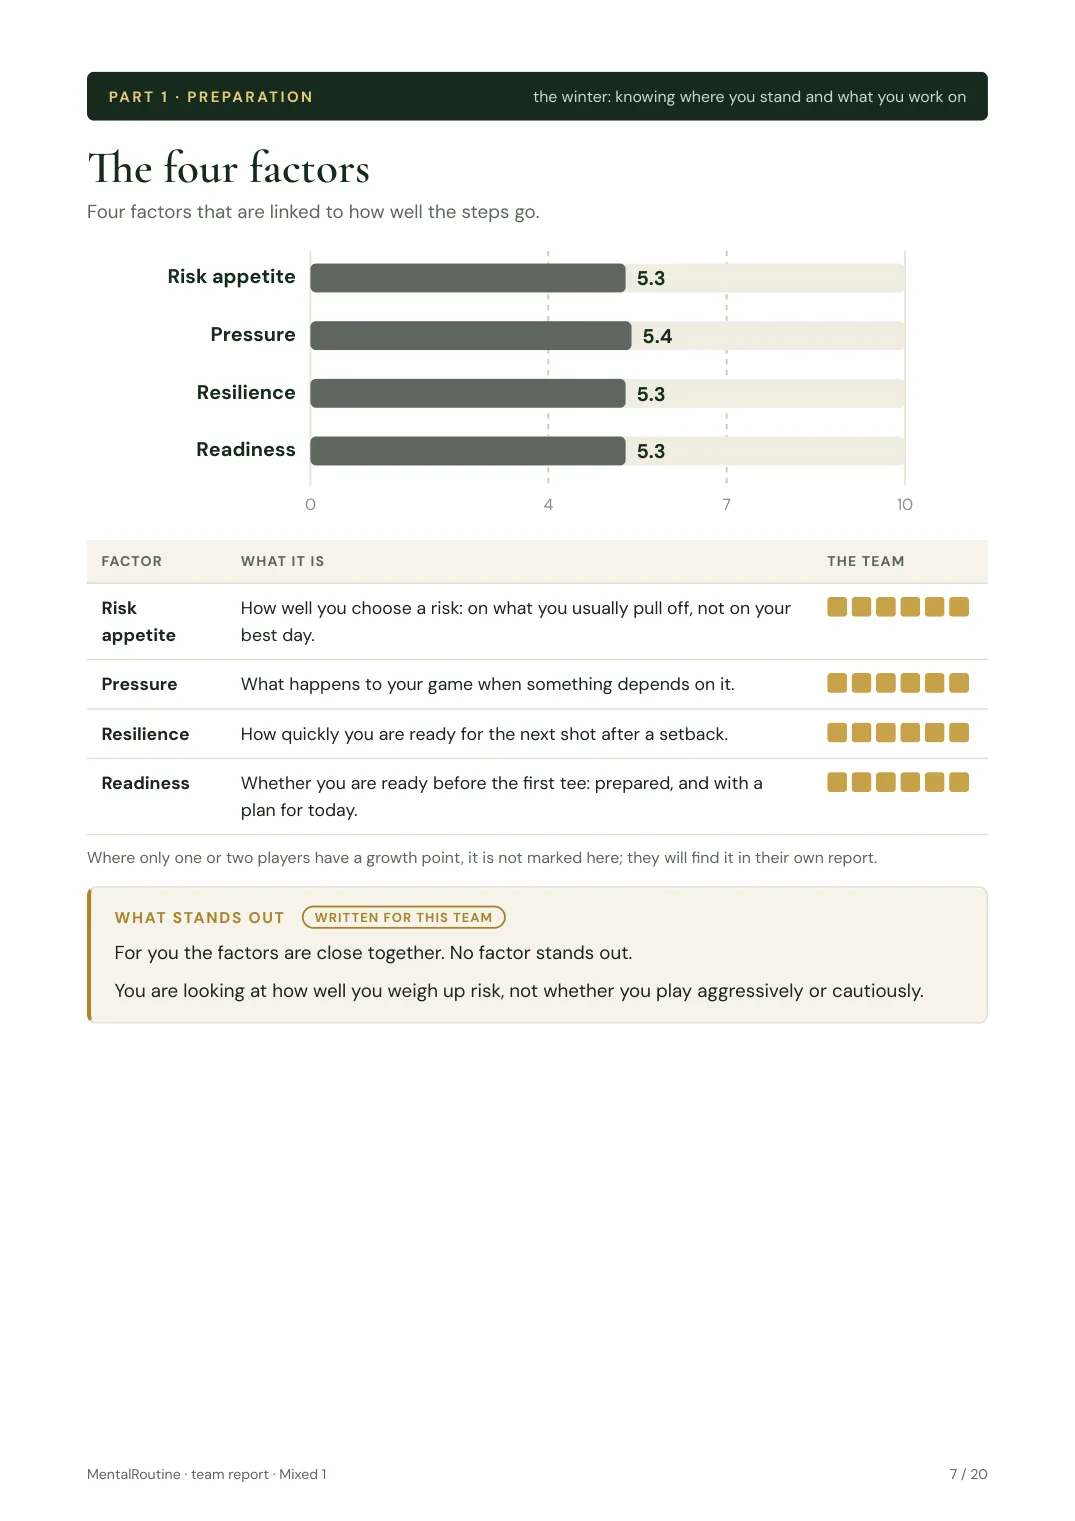 PART 1 · PREPARATION
the winter: knowing where you stand and what you work on
The four factors
Four factors that are linked to how well the steps go.
Risk appetite 5.3
Pressure 5.4
Resilience 5.3
Readiness 5.3
0 4 7 10
FACTOR WHAT IT IS THE TEAM
Risk How well you choose a risk: on what you usually pull off, not on your
appetite best day.
Pressure What happens to your game when something depends on it.
Resilience How quickly you are ready for the next shot after a setback.
Readiness Whether you are ready before the first tee: prepared, and with a
plan for today.
Where only one or two players have a growth point, it is not marked here; they will find it in their own report.
WHAT STANDS OUT WRITTEN FOR THIS TEAM
For you the factors are close together. No factor stands out.
You are looking at how well you weigh up risk, not whether you play aggressively or cautiously.
MentalRoutine · team report · Mixed 1 7 / 20